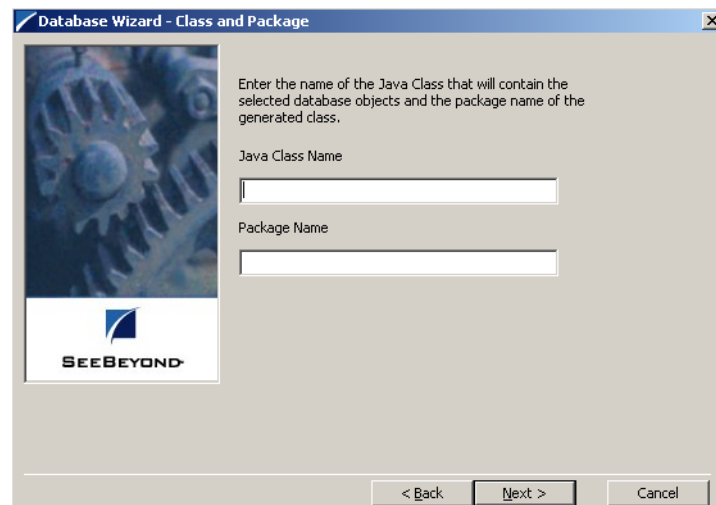 Database Wizard - Class and Package
Enter the name of the Java Class that will contain the
selected database objects and the package name of the
generated class.
Java Class Name
Package Name
SEEBEYOND
< Back
Next >
Cancel